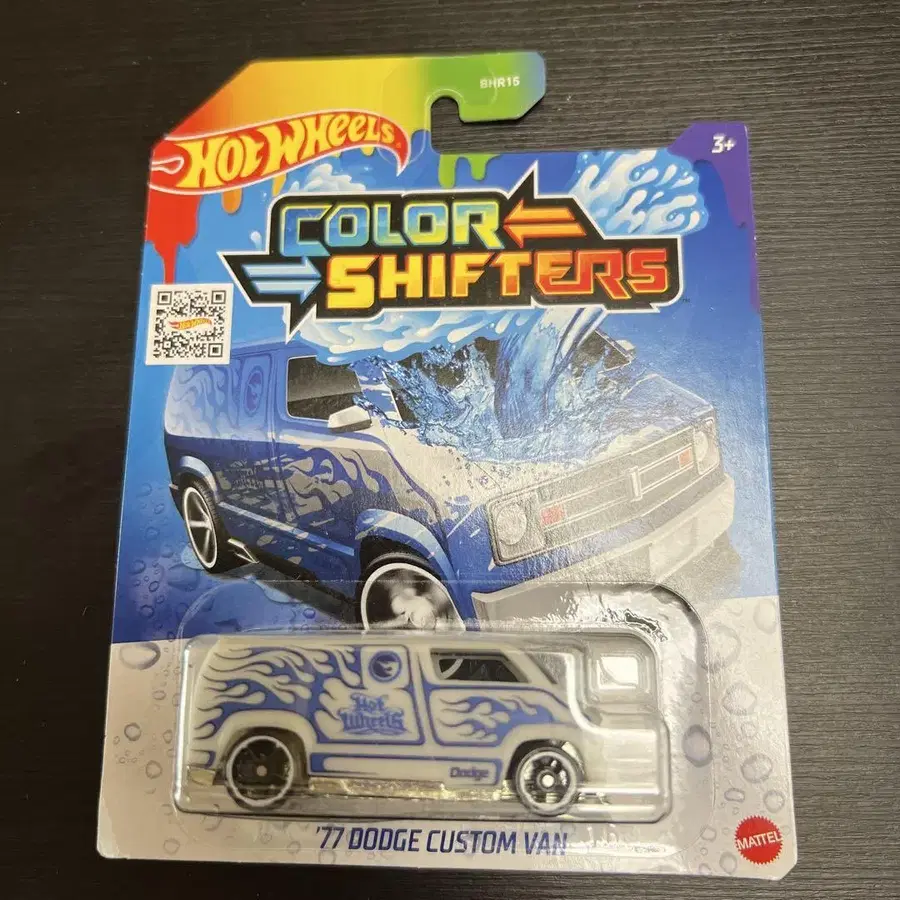 BHR15
3+
HOT WHEELS
COLOR
SHIFTERS
Hot
Wheels
Dodge
'77 DODGE CUSTOM VAN
MATTEL